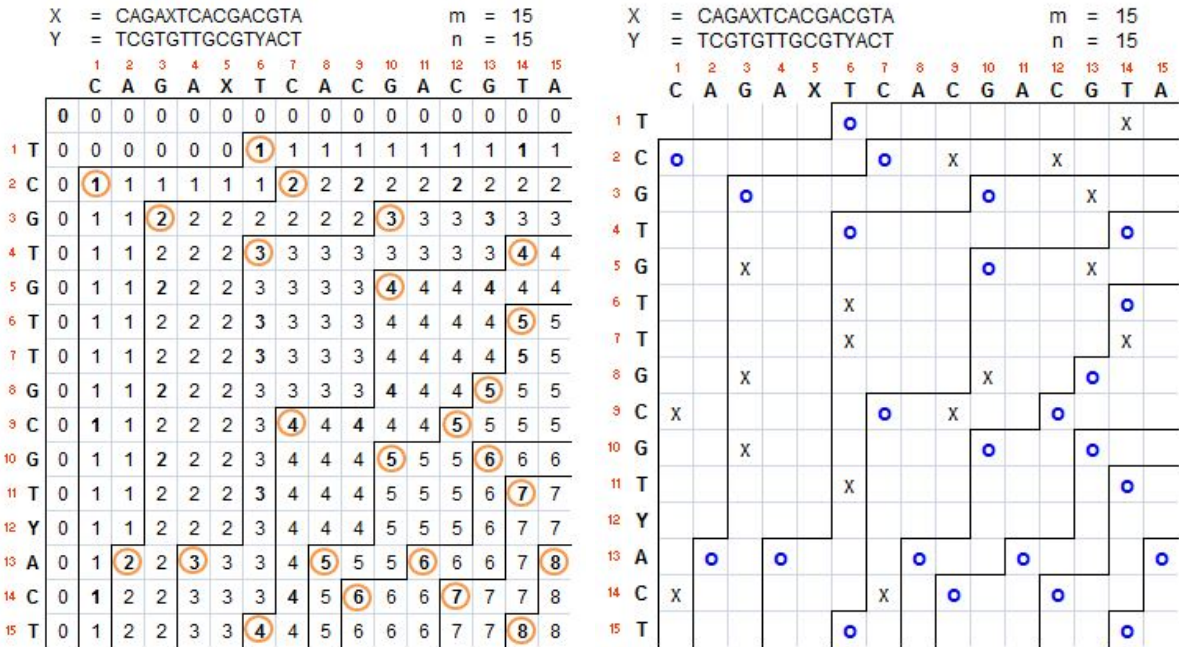 X = CAGAXTCACGACGTA m = 15
Y = TCGTGTTGCGTYACT n = 15
1 2 3 4 5 6 7 8 9 10 11 12 13 14 15
C A G A X T C A C G A C G T A
0 0 0 0 0 0 0 0 0 0 0 0 0 0 0 0
1 T 0 0 0 0 0 0 1 1 1 1 1 1 1 1 1 1
2 C 0 1 1 1 1 1 1 2 2 2 2 2 2 2 2 2
3 G 0 1 1 2 2 2 2 2 2 2 3 3 3 3 3 3
4 T 0 1 1 2 2 2 3 3 3 3 3 3 3 3 4 4
5 G 0 1 1 2 2 2 3 3 3 3 4 4 4 4 4 4
6 T 0 1 1 2 2 2 3 3 3 3 4 4 4 4 5 5
7 T 0 1 1 2 2 2 3 3 3 3 4 4 4 4 5 5
8 G 0 1 1 2 2 2 3 3 3 3 4 4 4 5 5 5
9 C 0 1 1 2 2 2 3 4 4 4 4 4 5 5 5 5
10 G 0 1 1 2 2 2 3 4 4 4 5 5 5 6 6 6
11 T 0 1 1 2 2 2 3 4 4 4 5 5 5 6 7 7
12 Y 0 1 1 2 2 2 3 4 4 4 5 5 5 6 7 7
13 A 0 1 2 2 3 3 3 4 5 5 5 6 6 6 7 8
14 C 0 1 2 2 3 3 3 4 5 6 6 6 7 7 7 8
15 T 0 1 2 2 3 3 4 4 5 6 6 6 7 7 8 8
X = CAGAXTCACGACGTA m = 15
Y = TCGTGTTGCGTYACT n = 15
1 2 3 4 5 6 7 8 9 10 11 12 13 14 15
C A G A X T C A C G A C G T A
1 T o X
2 C o o X X
3 G o o X
4 T o o
5 G X o X
6 T X o
7 T X X
8 G X X o
9 C X o X o
10 G X o o
11 T X o
12 Y
13 A o o o o o
14 C X X o o
15 T o o